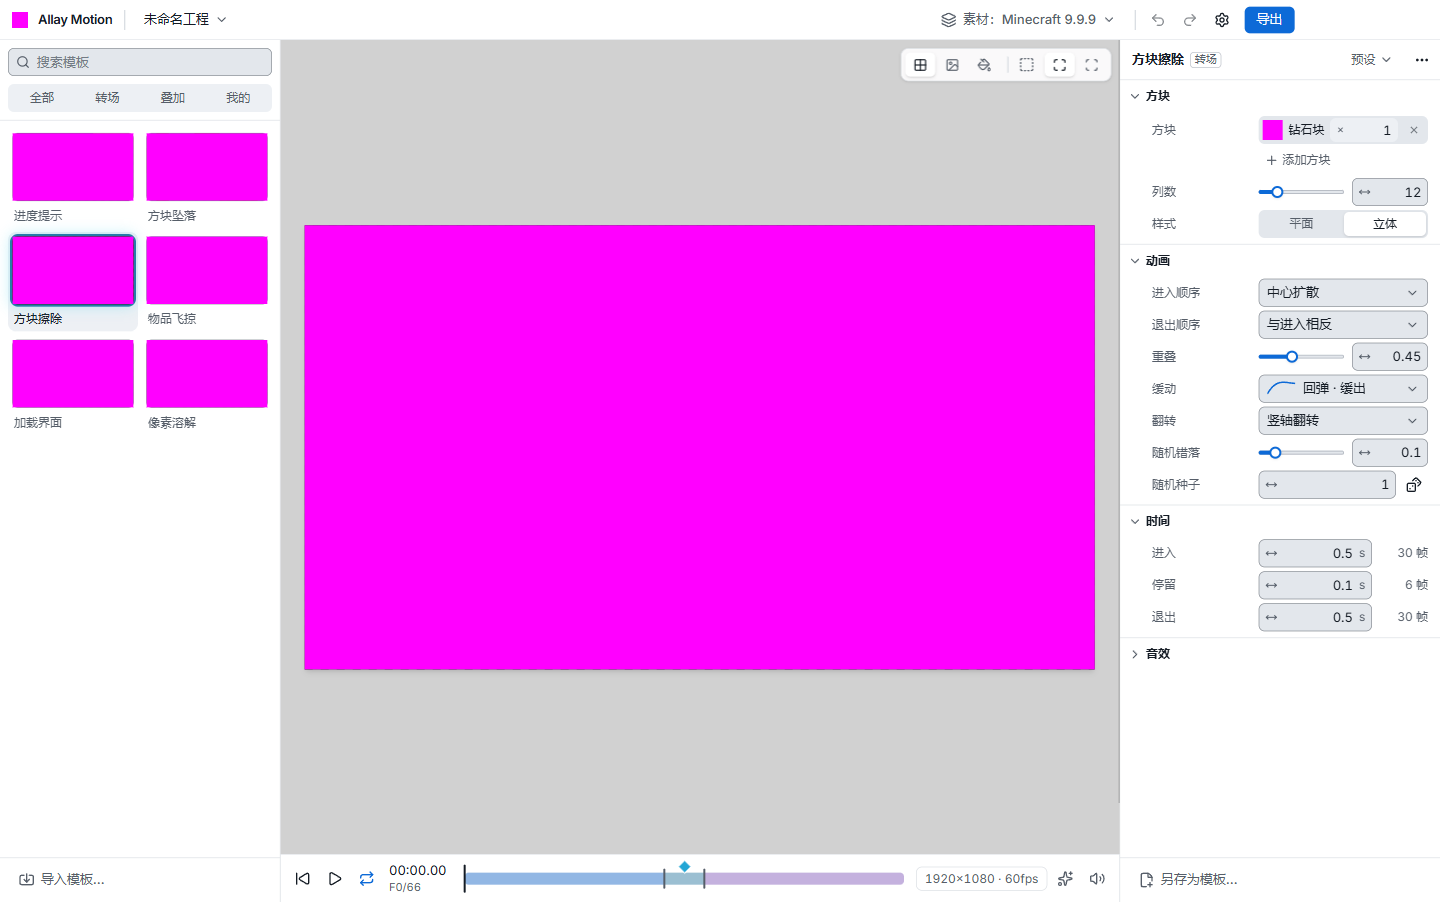 Allay Motion
未命名工程
素材： Minecraft 9.9.9
导出
搜索模板
全部 转场 叠加 我的
进度提示 方块坠落
方块擦除 物品飞掠
加载界面 像素溶解
导入模板...
00:00.00
F0/66
1920×1080 · 60fps
方块擦除 转场 预设
方块
方块 钻石块 × 1 ×
添加方块
列数 12
样式 平面 立体
动画
进入顺序 中心扩散
退出顺序 与进入相反
重叠 0.45
缓动 回弹 · 缓出
翻转 竖轴翻转
随机错落 0.1
随机种子 1
时间
进入 0.5 s 30 帧
停留 0.1 s 6 帧
退出 0.5 s 30 帧
音效
另存为模板...